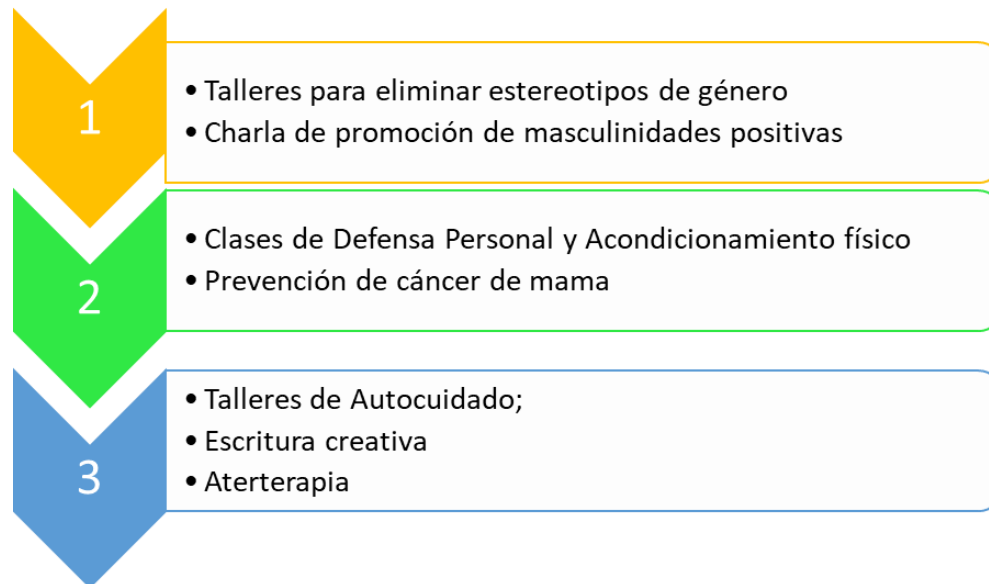 1
• Talleres para eliminar estereotipos de género
• Charla de promoción de masculinidades positivas
2
• Clases de Defensa Personal y Acondicionamiento físico
• Prevención de cáncer de mama
3
• Talleres de Autocuidado;
• Escritura creativa
• Aterterapia